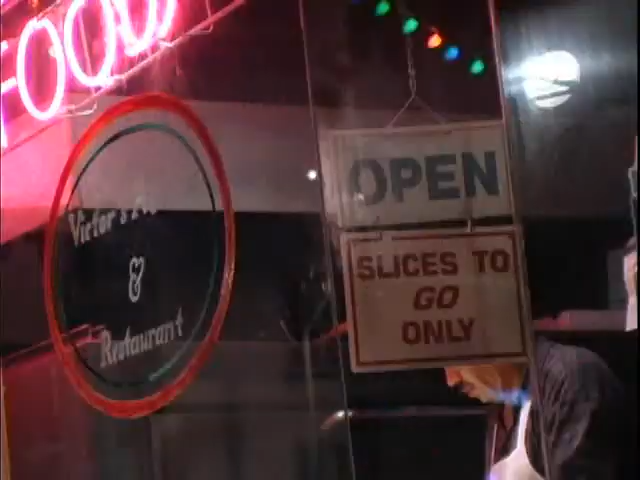 FOOD
Victor's
&
Restaurant
OPEN
SLICES TO
GO
ONLY